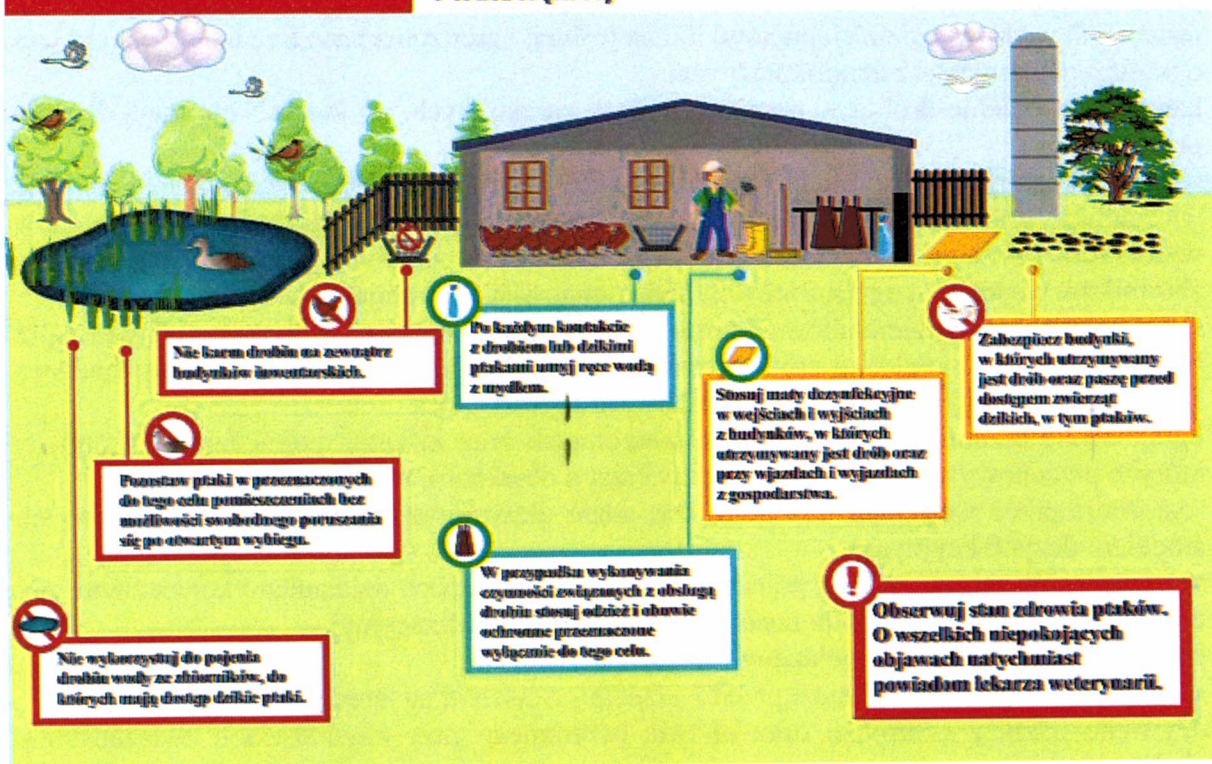 Nie karm drobiu na zewnątrz
budynków inwentarskich.
Po każdym kontakcie
z drobiem lub dzikimi
ptakami umyj ręce wodą
z mydłem.
Stosuj maty dezynfekcyjne
w wejściach i wyjściach
z budynków, w których
utrzymywany jest drób oraz
przy wjazdach i wyjazdach
z gospodarstwa.
Zabezpiecz budynki,
w których utrzymywany
jest drób oraz paszę przed
dostępem zwierząt
dzikich, w tym ptaków.
Pozostaw ptaki w przeznaczonych
do tego celu pomieszczeniach bez
możliwości swobodnego poruszania
się po otwartym wybiegu.
W przypadku wykonywania
czynności związanych z obsługą
drobiu stosuj odzież i obuwie
ochronne przeznaczone
wyłącznie do tego celu.
Nie wykorzystuj do pojenia
drobiu wody ze zbiorników, do
których mają dostęp dzikie ptaki.
Obserwuj stan zdrowia ptaków.
O wszelkich niepokojących
objawach natychmiast
powiadom lekarza weterynarii.